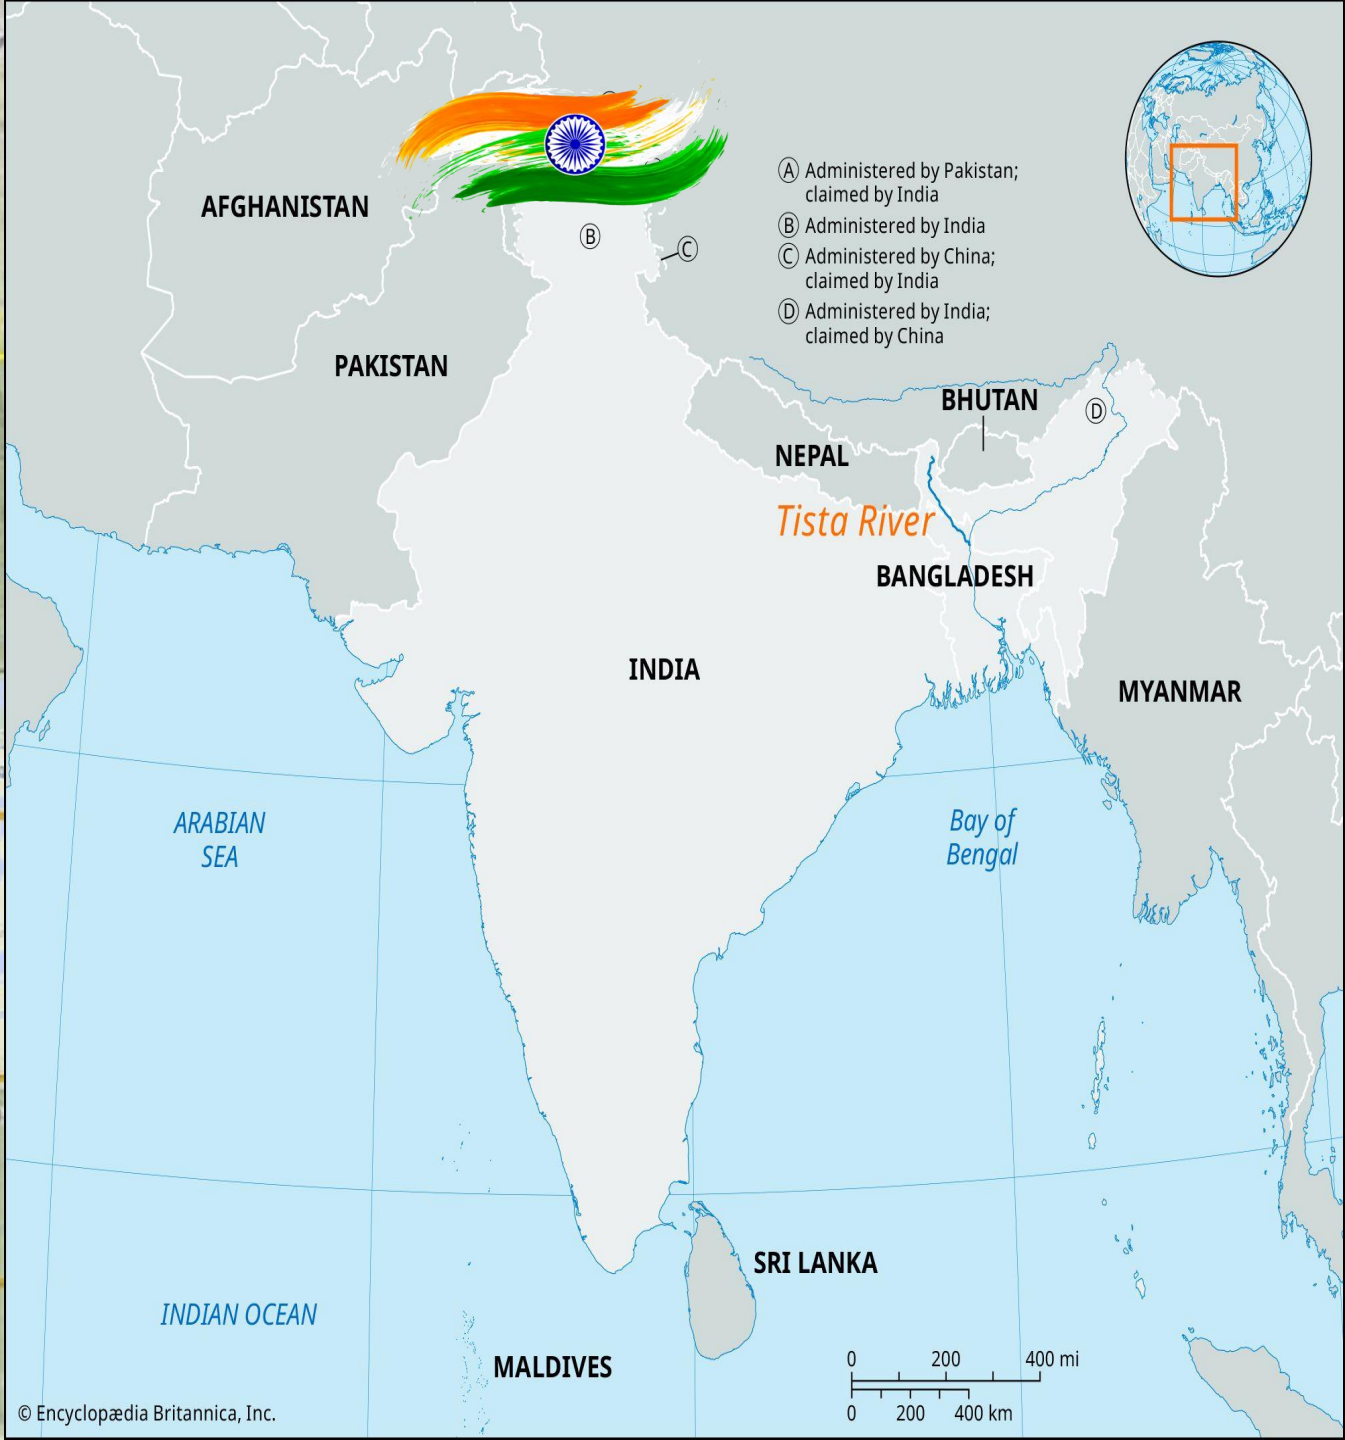 Ⓐ Administered by Pakistan;
claimed by India
Ⓑ Administered by India
Ⓒ Administered by China;
claimed by India
Ⓓ Administered by India;
claimed by China
AFGHANISTAN
Ⓑ
Ⓒ
PAKISTAN
BHUTAN
Ⓓ
NEPAL
Tista River
BANGLADESH
INDIA
MYANMAR
ARABIAN
SEA
Bay of
Bengal
SRI LANKA
INDIAN OCEAN
MALDIVES
0 200 400 mi
0 200 400 km
© Encyclopædia Britannica, Inc.